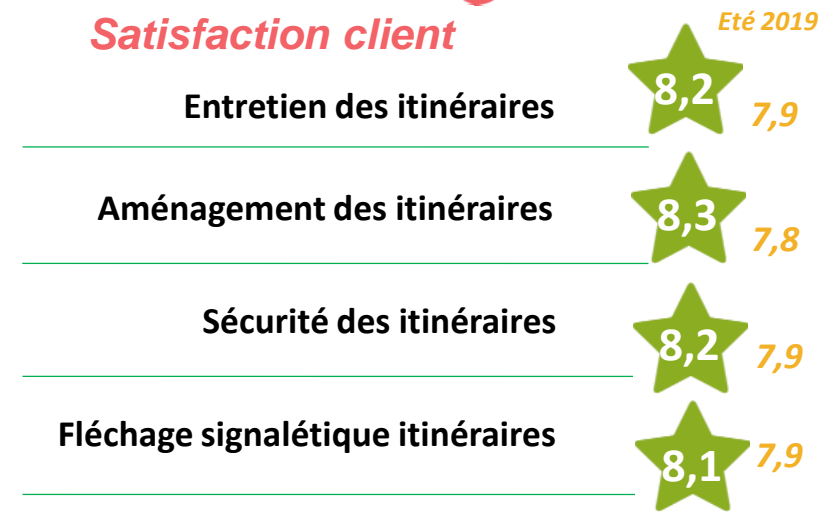 Satisfaction client
Eté 2019
Entretien des itinéraires
8,2
7,9
Aménagement des itinéraires
8,3
7,8
Sécurité des itinéraires
8,2
7,9
Fléchage signalétique itinéraires
8,1
7,9